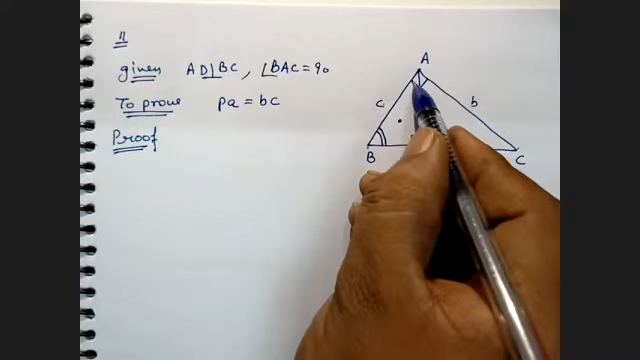 11
given AD⊥BC, ∠BAC=90
To prove pa = bc
Proof
A
c b
B C